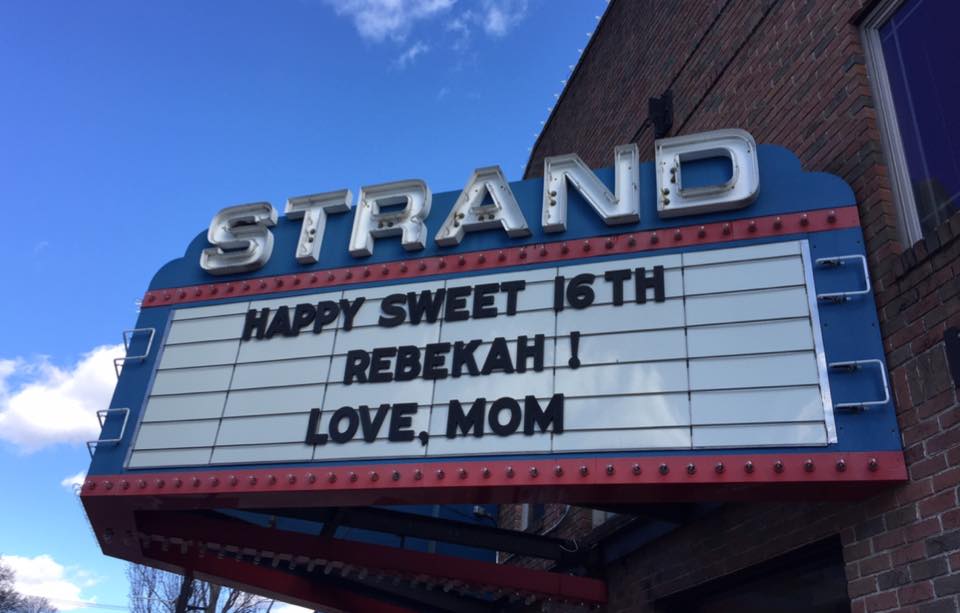 STRAND
HAPPY SWEET 16TH
REBEKAH !
LOVE, MOM